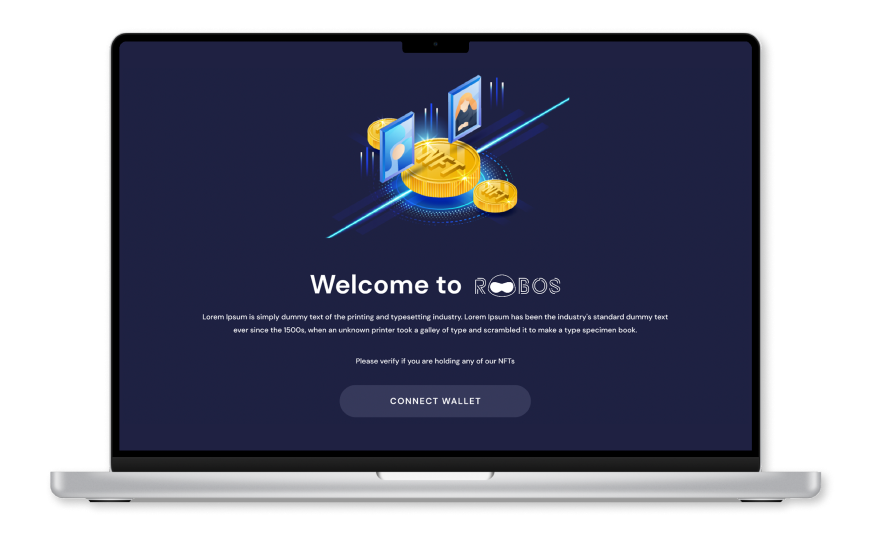 NFT
NFT
Welcome to ROBOS
Lorem Ipsum is simply dummy text of the printing and typesetting industry. Lorem Ipsum has been the industry's standard dummy text
ever since the 1500s, when an unknown printer took a galley of type and scrambled it to make a type specimen book.
Please verify if you are holding any of our NFTs
CONNECT WALLET